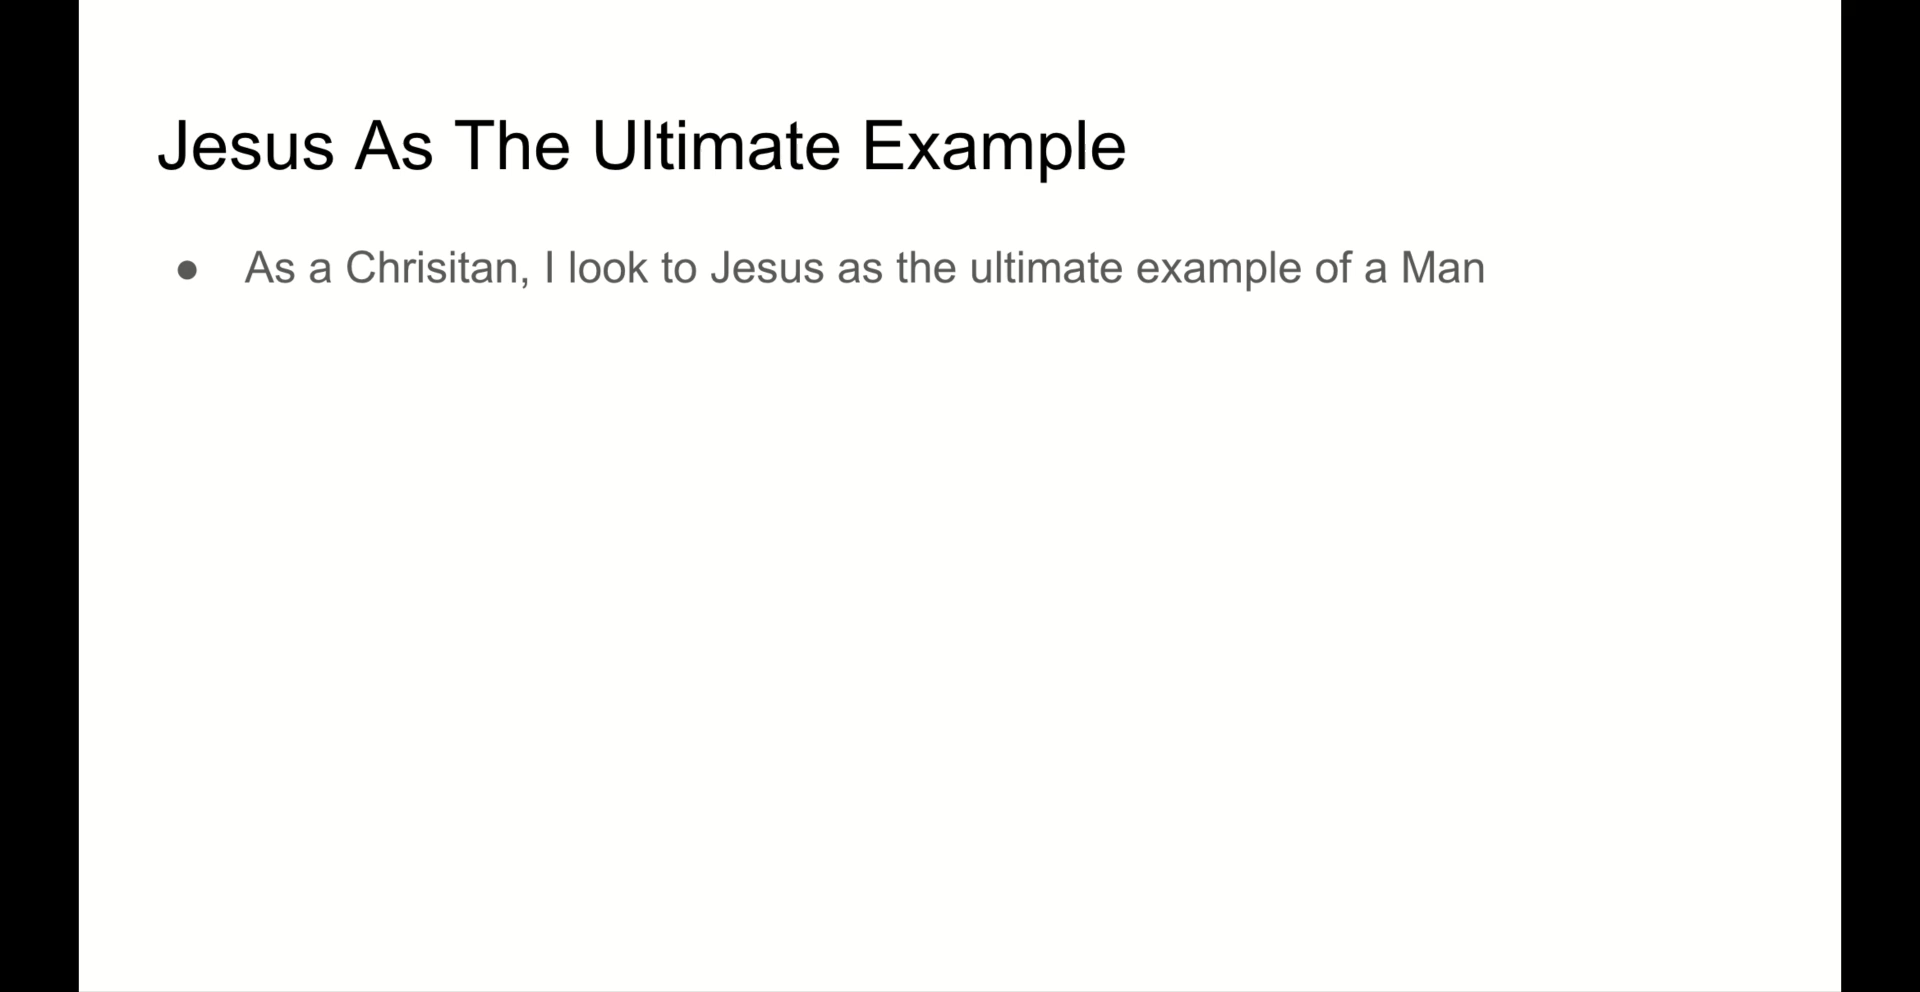 Jesus As The Ultimate Example
● As a Chrisitan, I look to Jesus as the ultimate example of a Man